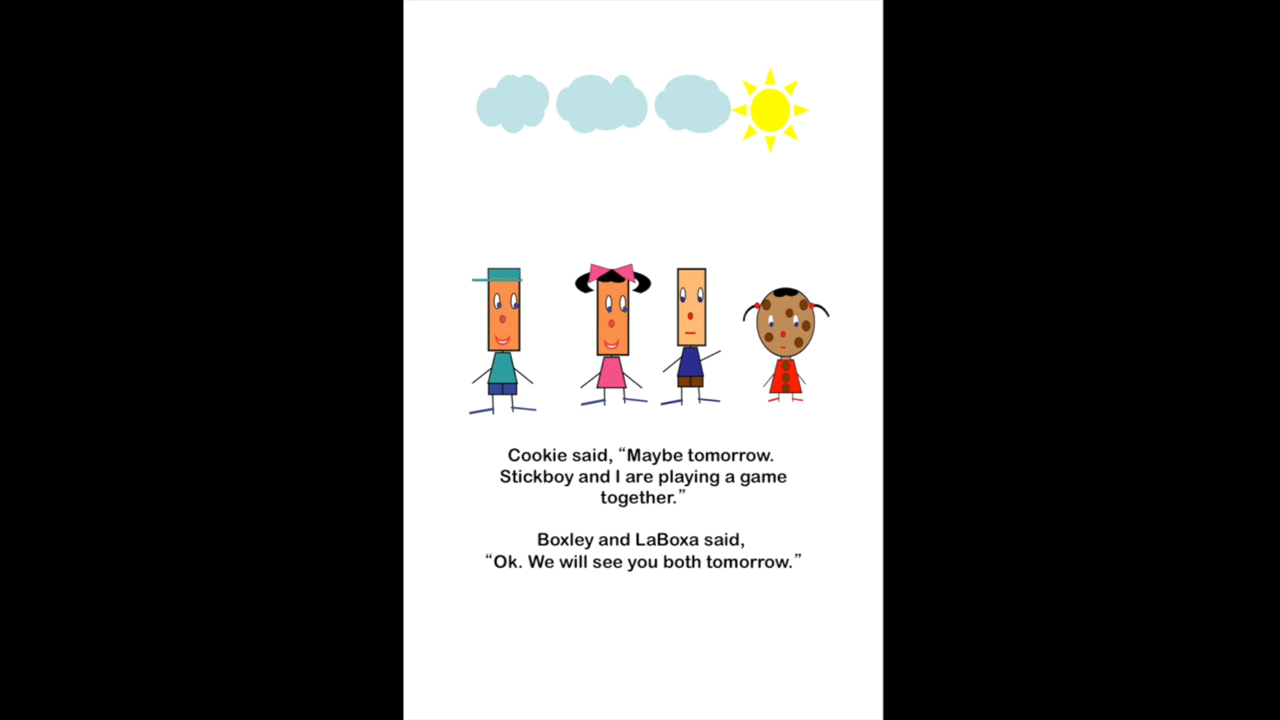 Cookie said, “Maybe tomorrow.
Stickboy and I are playing a game
together.”
Boxley and LaBoxa said,
“Ok. We will see you both tomorrow.”